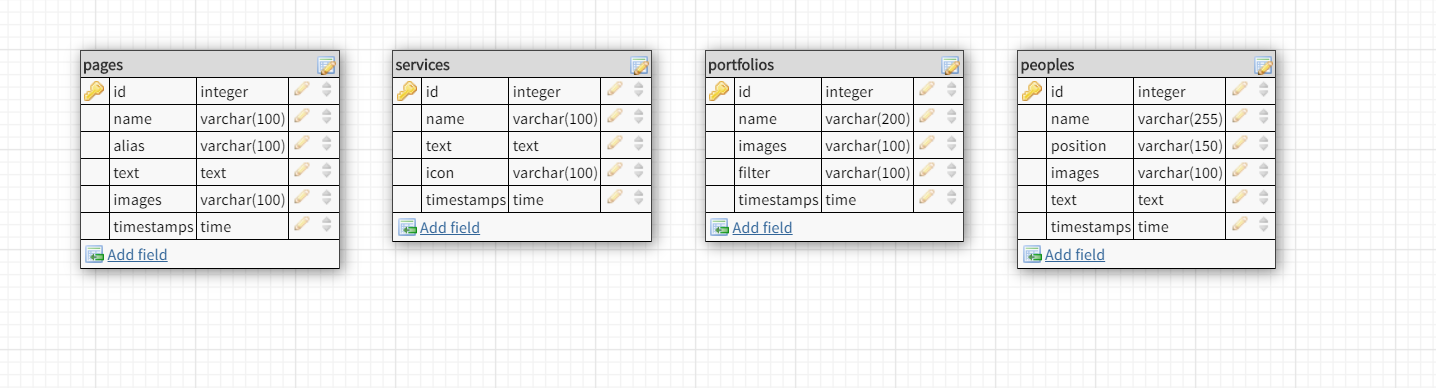 pages
id integer
name varchar(100)
alias varchar(100)
text text
images varchar(100)
timestamps time
Add field
services
id integer
name varchar(100)
text text
icon varchar(100)
timestamps time
Add field
portfolios
id integer
name varchar(200)
images varchar(100)
filter varchar(100)
timestamps time
Add field
peoples
id integer
name varchar(255)
position varchar(150)
images varchar(100)
text text
timestamps time
Add field